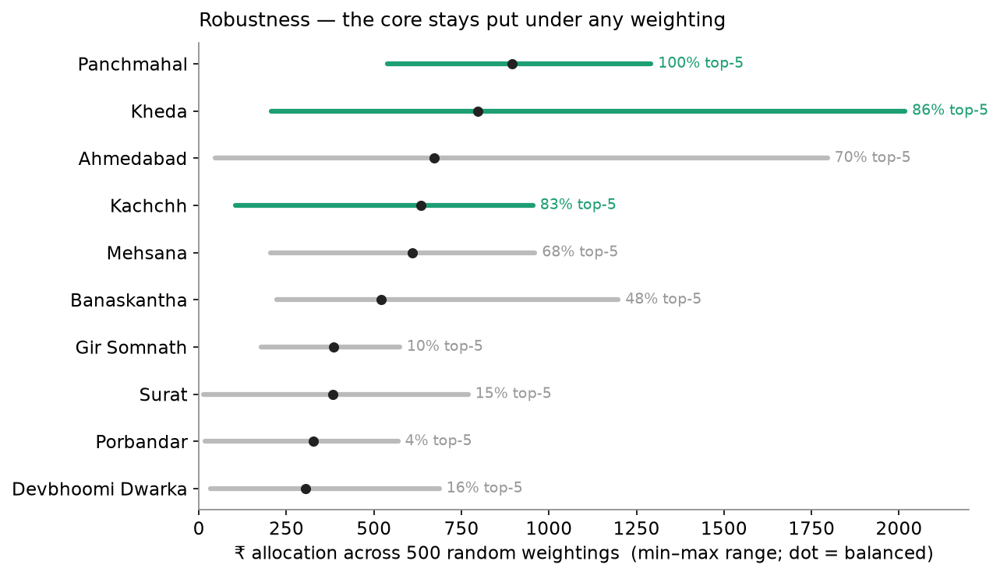 Robustness — the core stays put under any weighting
Panchmahal 100% top-5
Kheda 86% top-5
Ahmedabad 70% top-5
Kachchh 83% top-5
Mehsana 68% top-5
Banaskantha 48% top-5
Gir Somnath 10% top-5
Surat 15% top-5
Porbandar 4% top-5
Devbhoomi Dwarka 16% top-5
0 250 500 750 1000 1250 1500 1750 2000
₹ allocation across 500 random weightings (min–max range; dot = balanced)